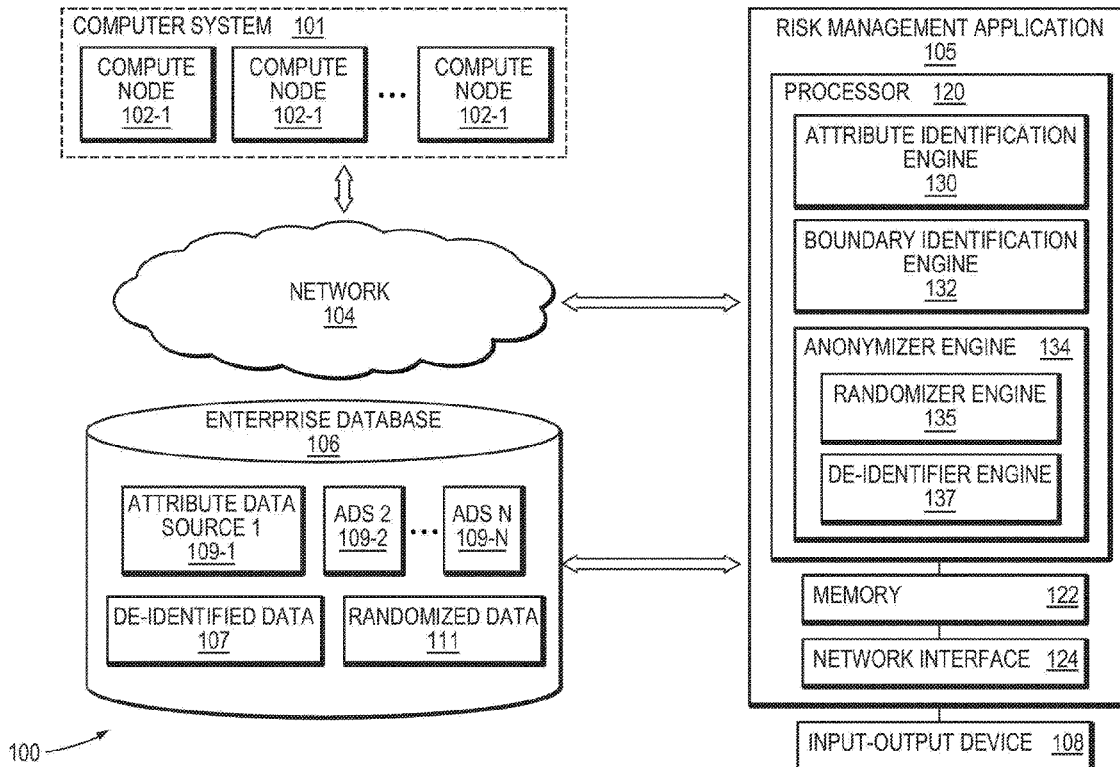 COMPUTER SYSTEM 101
COMPUTE
NODE
102-1
COMPUTE
NODE
102-1
...
COMPUTE
NODE
102-1
NETWORK
104
ENTERPRISE DATABASE
106
ATTRIBUTE DATA
SOURCE 1
109-1
ADS 2
109-2
...
ADS N
109-N
DE-IDENTIFIED DATA
107
RANDOMIZED DATA
111
100
RISK MANAGEMENT APPLICATION
105
PROCESSOR 120
ATTRIBUTE IDENTIFICATION
ENGINE
130
BOUNDARY IDENTIFICATION
ENGINE
132
ANONYMIZER ENGINE 134
RANDOMIZER ENGINE
135
DE-IDENTIFIER ENGINE
137
MEMORY 122
NETWORK INTERFACE 124
INPUT-OUTPUT DEVICE 108